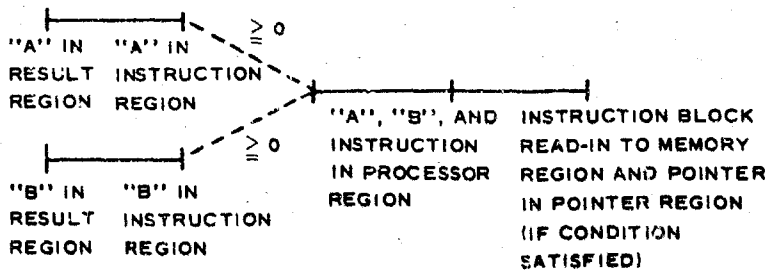 ≧ 0
"A" IN "A" IN
RESULT INSTRUCTION
REGION REGION
"A", "B", AND INSTRUCTION BLOCK
INSTRUCTION READ-IN TO MEMORY
IN PROCESSOR REGION AND POINTER
REGION IN POINTER REGION
(IF CONDITION
SATISFIED)
≧ 0
"B" IN "B" IN
RESULT INSTRUCTION
REGION REGION